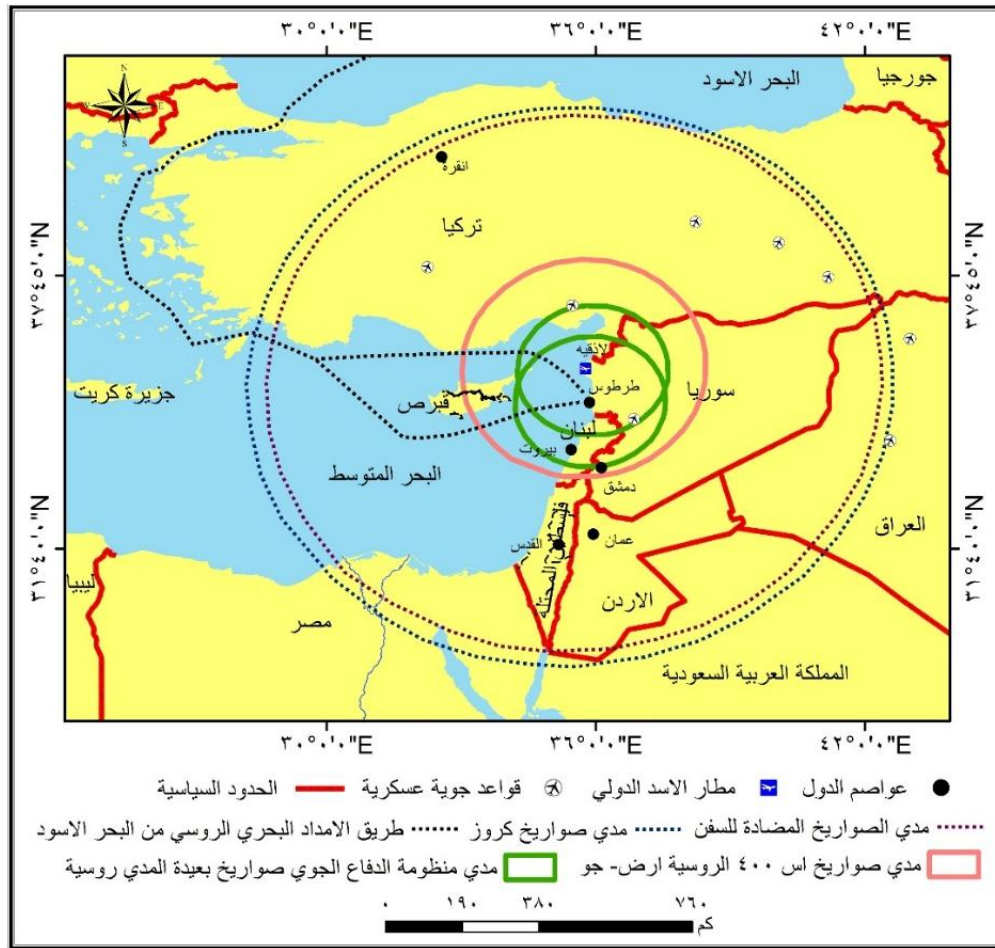 ٣٠°٠'٠"E ٣٦°٠'٠"E ٤٢°٠'٠"E
N
W E
S
البحر الاسود
جورجيا
انقرة
تركيا
٣٧°٤٥'٠"N ٣٧°٤٥'٠"N
اللاذقيه
طرطوس
سوريا
جزيرة كريت
قبرص
لبنان
بيروت
البحر المتوسط
دمشق
العراق
٣١°٤٠'٠"N ٣١°٤٠'٠"N
القدس
فلسطين المحتله
عمان
ليبيا
الاردن
مصر
المملكة العربية السعودية
٣٠°٠'٠"E ٣٦°٠'٠"E ٤٢°٠'٠"E
عواصم الدول مطار الاسد الدولي قواعد جوية عسكرية الحدود السياسية
مدي الصواريخ المضادة للسفن مدي صواريخ كروز طريق الامداد البحري الروسي من البحر الاسود
مدي صواريخ اس ٤٠٠ الروسية ارض- جو مدي منظومة الدفاع الجوي صواريخ بعيدة المدي روسية
٠ ١٩٠ ٣٨٠ ٧٦٠
كم